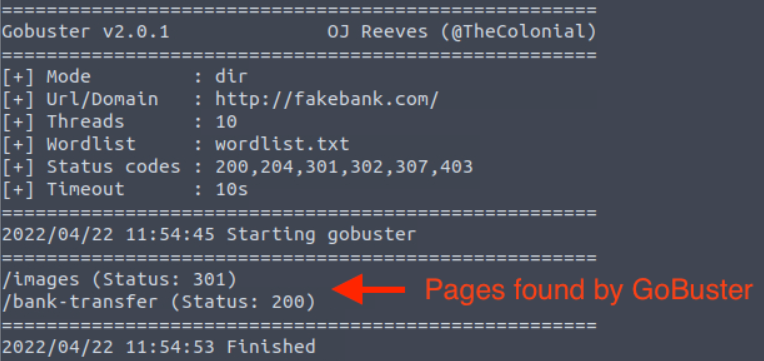 =====================================================
Gobuster v2.0.1 OJ Reeves (@TheColonial)
=====================================================
[+] Mode : dir
[+] Url/Domain : http://fakebank.com/
[+] Threads : 10
[+] Wordlist : wordlist.txt
[+] Status codes : 200,204,301,302,307,403
[+] Timeout : 10s
=====================================================
2022/04/22 11:54:45 Starting gobuster
=====================================================
/images (Status: 301)
/bank-transfer (Status: 200)
Pages found by GoBuster
=====================================================
2022/04/22 11:54:53 Finished